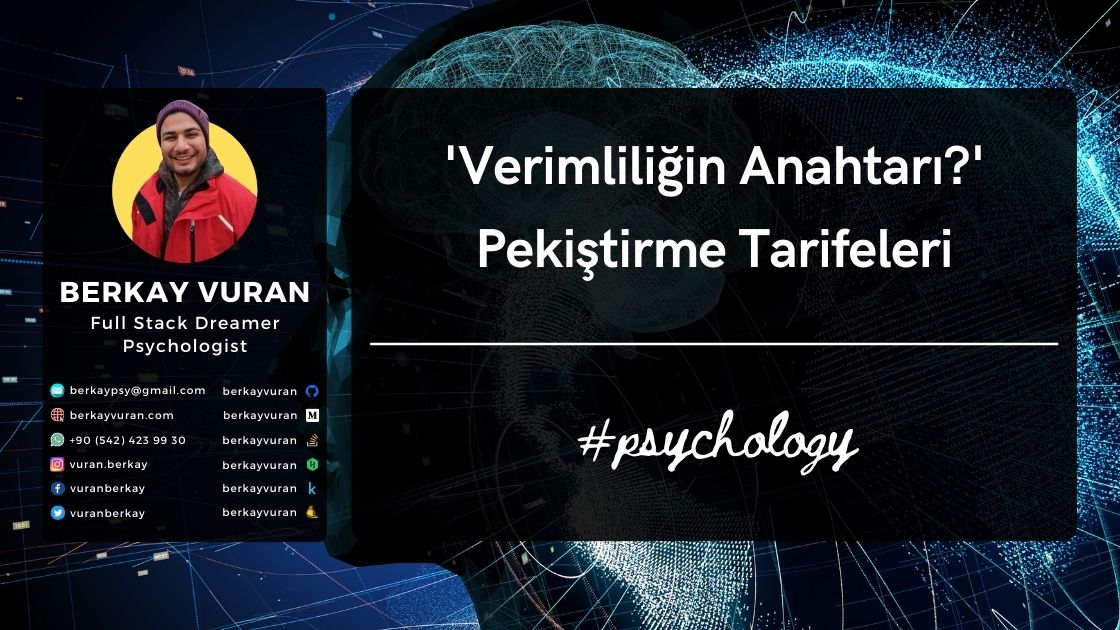 'Verimliliğin Anahtarı?'
Pekiştirme Tarifeleri
#psychology
BERKAY VURAN
Full Stack Dreamer
Psychologist
berkaypsy@gmail.com
berkayvuran.com
+90 (542) 423 99 30
vuran.berkay
vuranberkay
vuranberkay
berkayvuran
berkayvuran
berkayvuran
berkayvuran
berkayvuran
berkayvuran